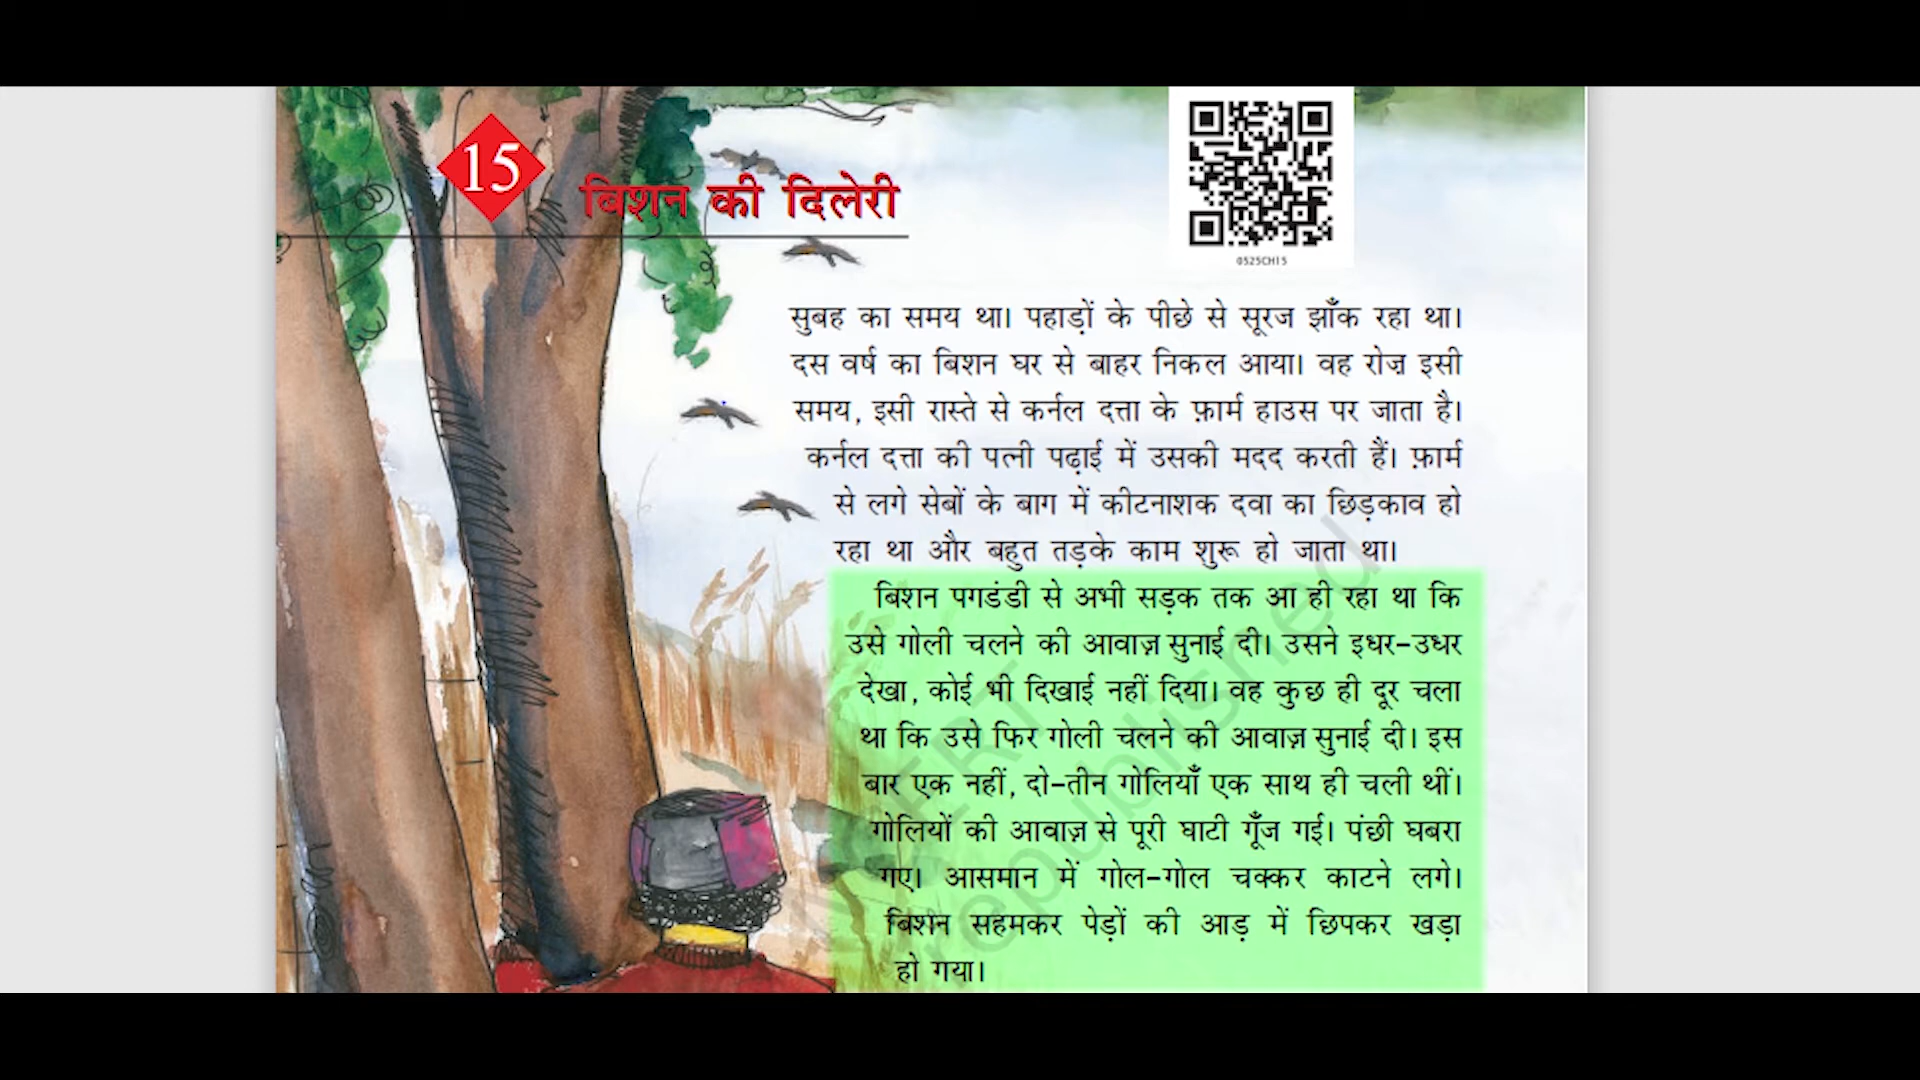 15
बिशन की दिलेरी
0525CH15
सुबह का समय था। पहाड़ों के पीछे से सूरज झाँक रहा था।
दस वर्ष का बिशन घर से बाहर निकल आया। वह रोज़ इसी
समय, इसी रास्ते से कर्नल दत्ता के फ़ार्म हाउस पर जाता है।
कर्नल दत्ता की पत्नी पढ़ाई में उसकी मदद करती हैं। फ़ार्म
से लगे सेबों के बाग में कीटनाशक दवा का छिड़काव हो
रहा था और बहुत तड़के काम शुरू हो जाता था।
बिशन पगडंडी से अभी सड़क तक आ ही रहा था कि
उसे गोली चलने की आवाज़ सुनाई दी। उसने इधर-उधर
देखा, कोई भी दिखाई नहीं दिया। वह कुछ ही दूर चला
था कि उसे फिर गोली चलने की आवाज़ सुनाई दी। इस
बार एक नहीं, दो-तीन गोलियाँ एक साथ ही चली थीं।
गोलियों की आवाज़ से पूरी घाटी गूँज गई। पंछी घबरा
गए। आसमान में गोल-गोल चक्कर काटने लगे।
बिशन सहमकर पेड़ों की आड़ में छिपकर खड़ा
हो गया।
NCERT
republished